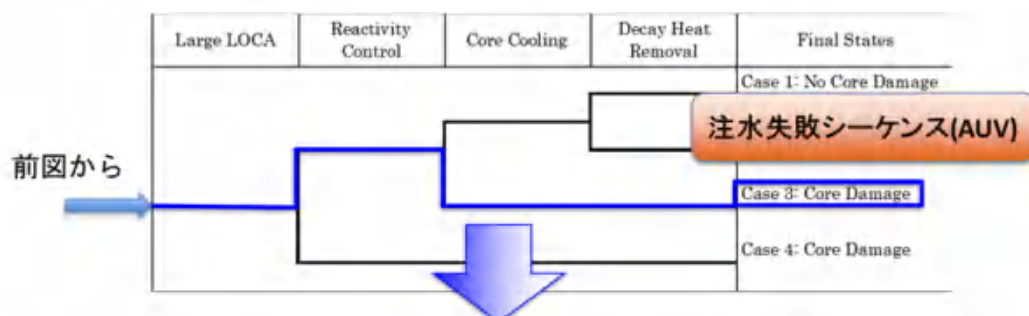 Large LOCA
Reactivity
Control
Core Cooling
Decay Heat
Removal
Final States
Case 1: No Core Damage
注水失敗シーケンス(AUV)
前図から
Case 3: Core Damage
Case 4: Core Damage